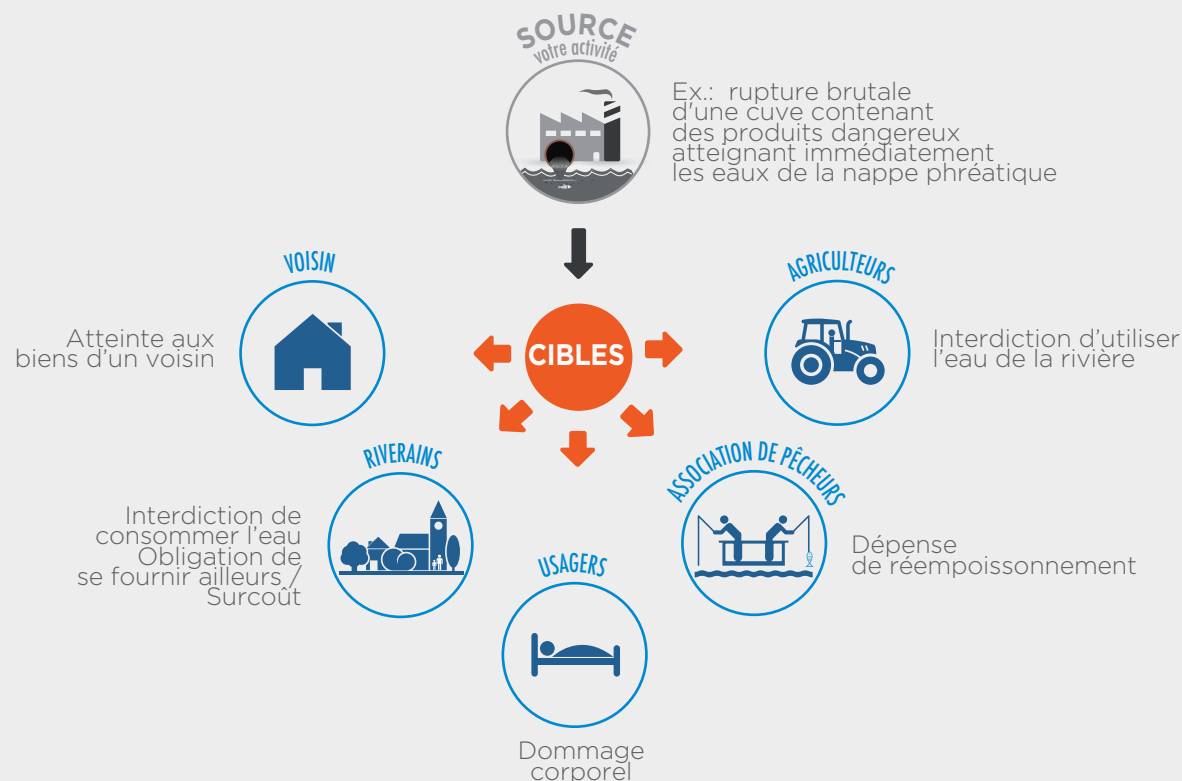 SOURCE
votre activité
Ex.: rupture brutale
d'une cuve contenant
des produits dangereux
atteignant immédiatement
les eaux de la nappe phréatique
VOISIN
Atteinte aux
biens d'un voisin
CIBLES
AGRICULTEURS
Interdiction d'utiliser
l'eau de la rivière
RIVERAINS
Interdiction de
consommer l'eau
Obligation de
se fournir ailleurs /
Surcoût
USAGERS
Dommage
corporel
ASSOCIATION DE PÊCHEURS
Dépense
de réempoissonnement